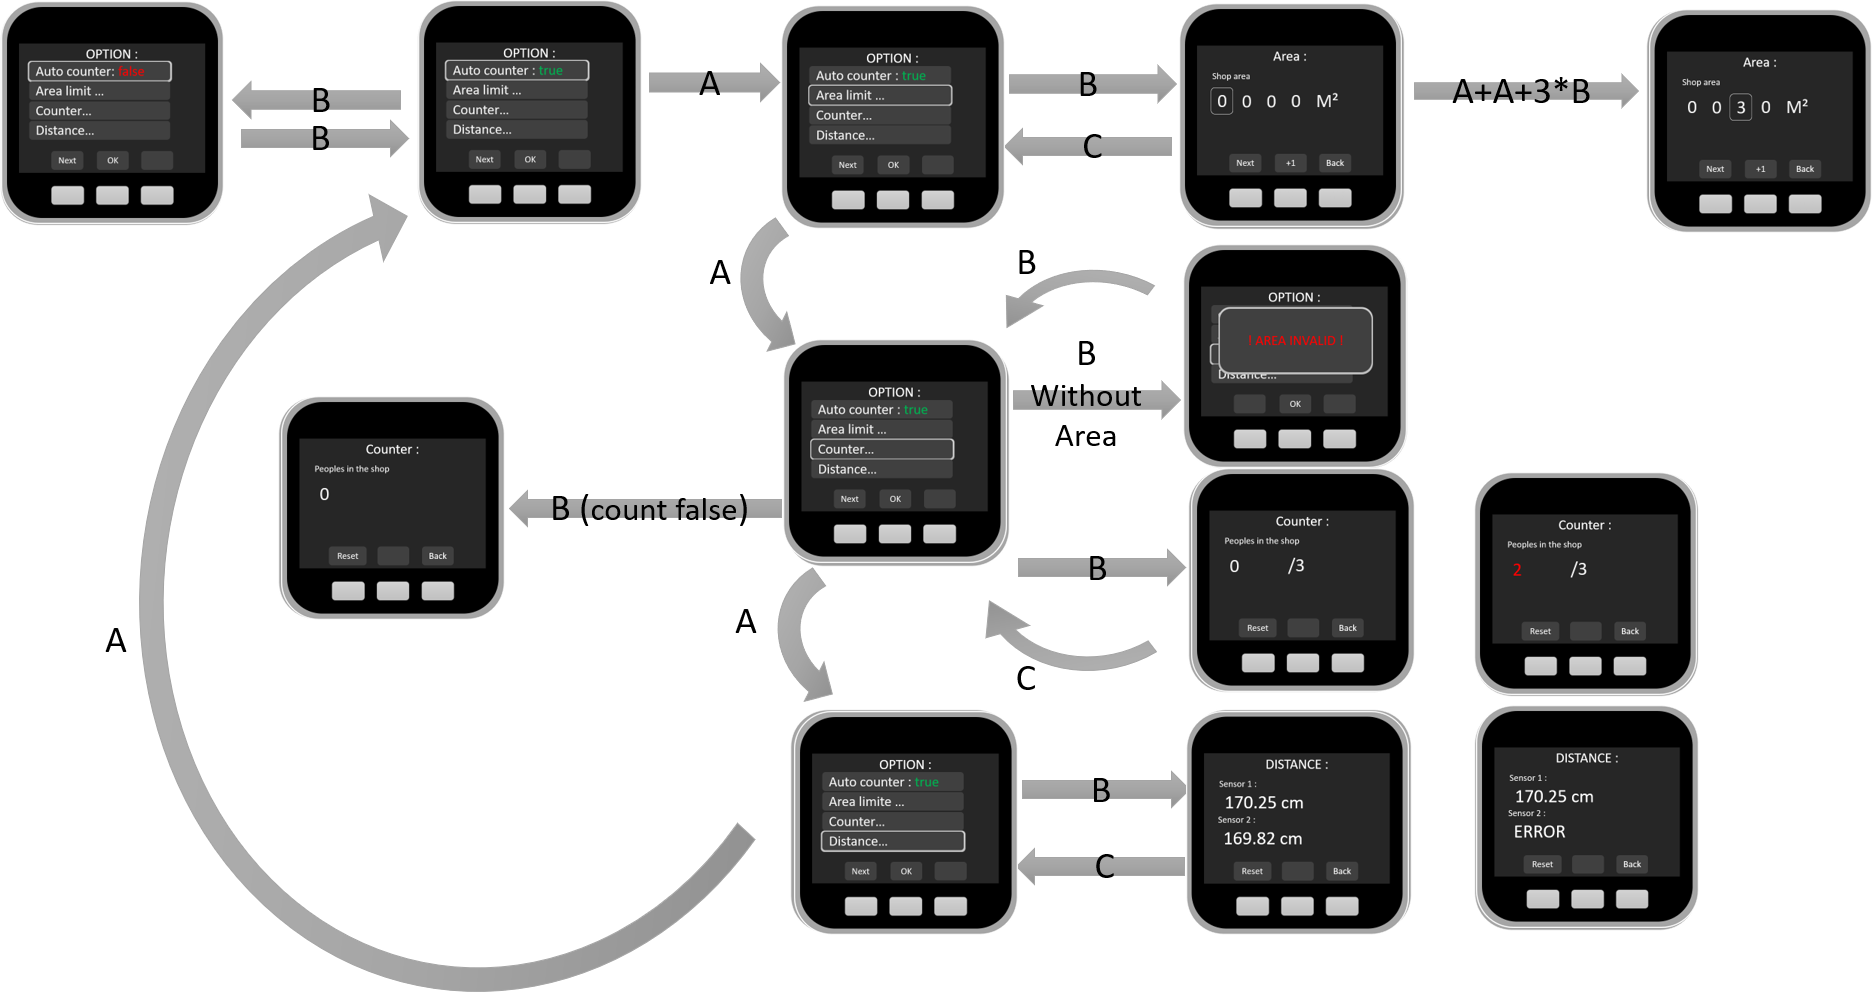 OPTION :
Auto counter: false
Area limit ...
Counter...
Distance...
Next OK
B
B
OPTION :
Auto counter : true
Area limit ...
Counter...
Distance...
Next OK
A
OPTION :
Auto counter : true
Area limit ...
Counter...
Distance...
Next OK
B
C
Area :
Shop area
0 0 0 0 M²
Next +1 Back
A+A+3*B
Area :
Shop area
0 0 3 0 M²
Next +1 Back
A
B
OPTION :
! AREA INVALID !
Distance...
OK
B
Without
Area
OPTION :
Auto counter : true
Area limit ...
Counter...
Distance...
Next OK
B (count false)
Counter :
Peoples in the shop
0
Reset Back
B
C
Counter :
Peoples in the shop
0 /3
Reset Back
Counter :
Peoples in the shop
2 /3
Reset Back
A
A
OPTION :
Auto counter : true
Area limite ...
Counter...
Distance...
Next OK
B
C
DISTANCE :
Sensor 1 :
170.25 cm
Sensor 2 :
169.82 cm
Reset Back
DISTANCE :
Sensor 1 :
170.25 cm
Sensor 2 :
ERROR
Reset Back